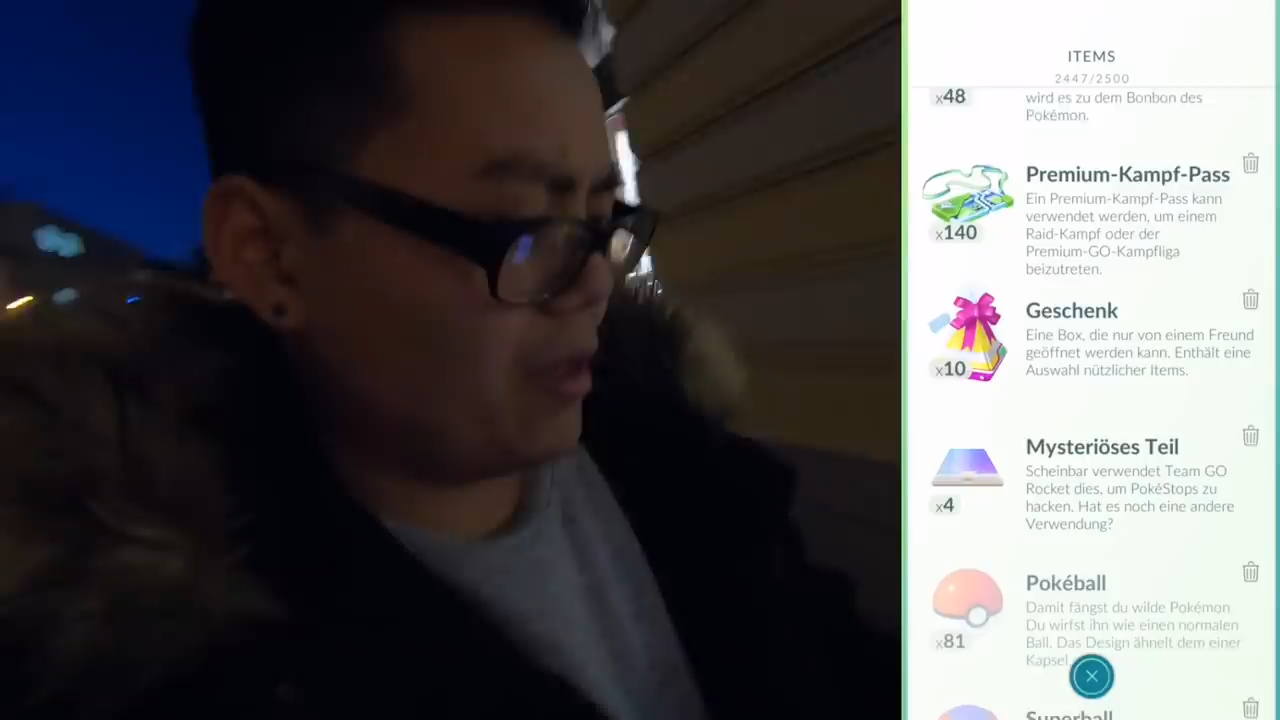 ITEMS
2447/2500
x48
wird es zu dem Bonbon des
Pokémon.
Premium-Kampf-Pass
Ein Premium-Kampf-Pass kann
verwendet werden, um einem
Raid-Kampf oder der
Premium-GO-Kampfliga
beizutreten.
x140
Geschenk
Eine Box, die nur von einem Freund
geöffnet werden kann. Enthält eine
Auswahl nützlicher Items.
x10
Mysteriöses Teil
Scheinbar verwendet Team GO
Rocket dies, um PokéStops zu
hacken. Hat es noch eine andere
Verwendung?
x4
Pokéball
Damit fängst du wilde Pokémon.
Du wirfst ihn wie einen normalen
Ball. Das Design ähnelt dem einer
Kapsel.
x81
Superball